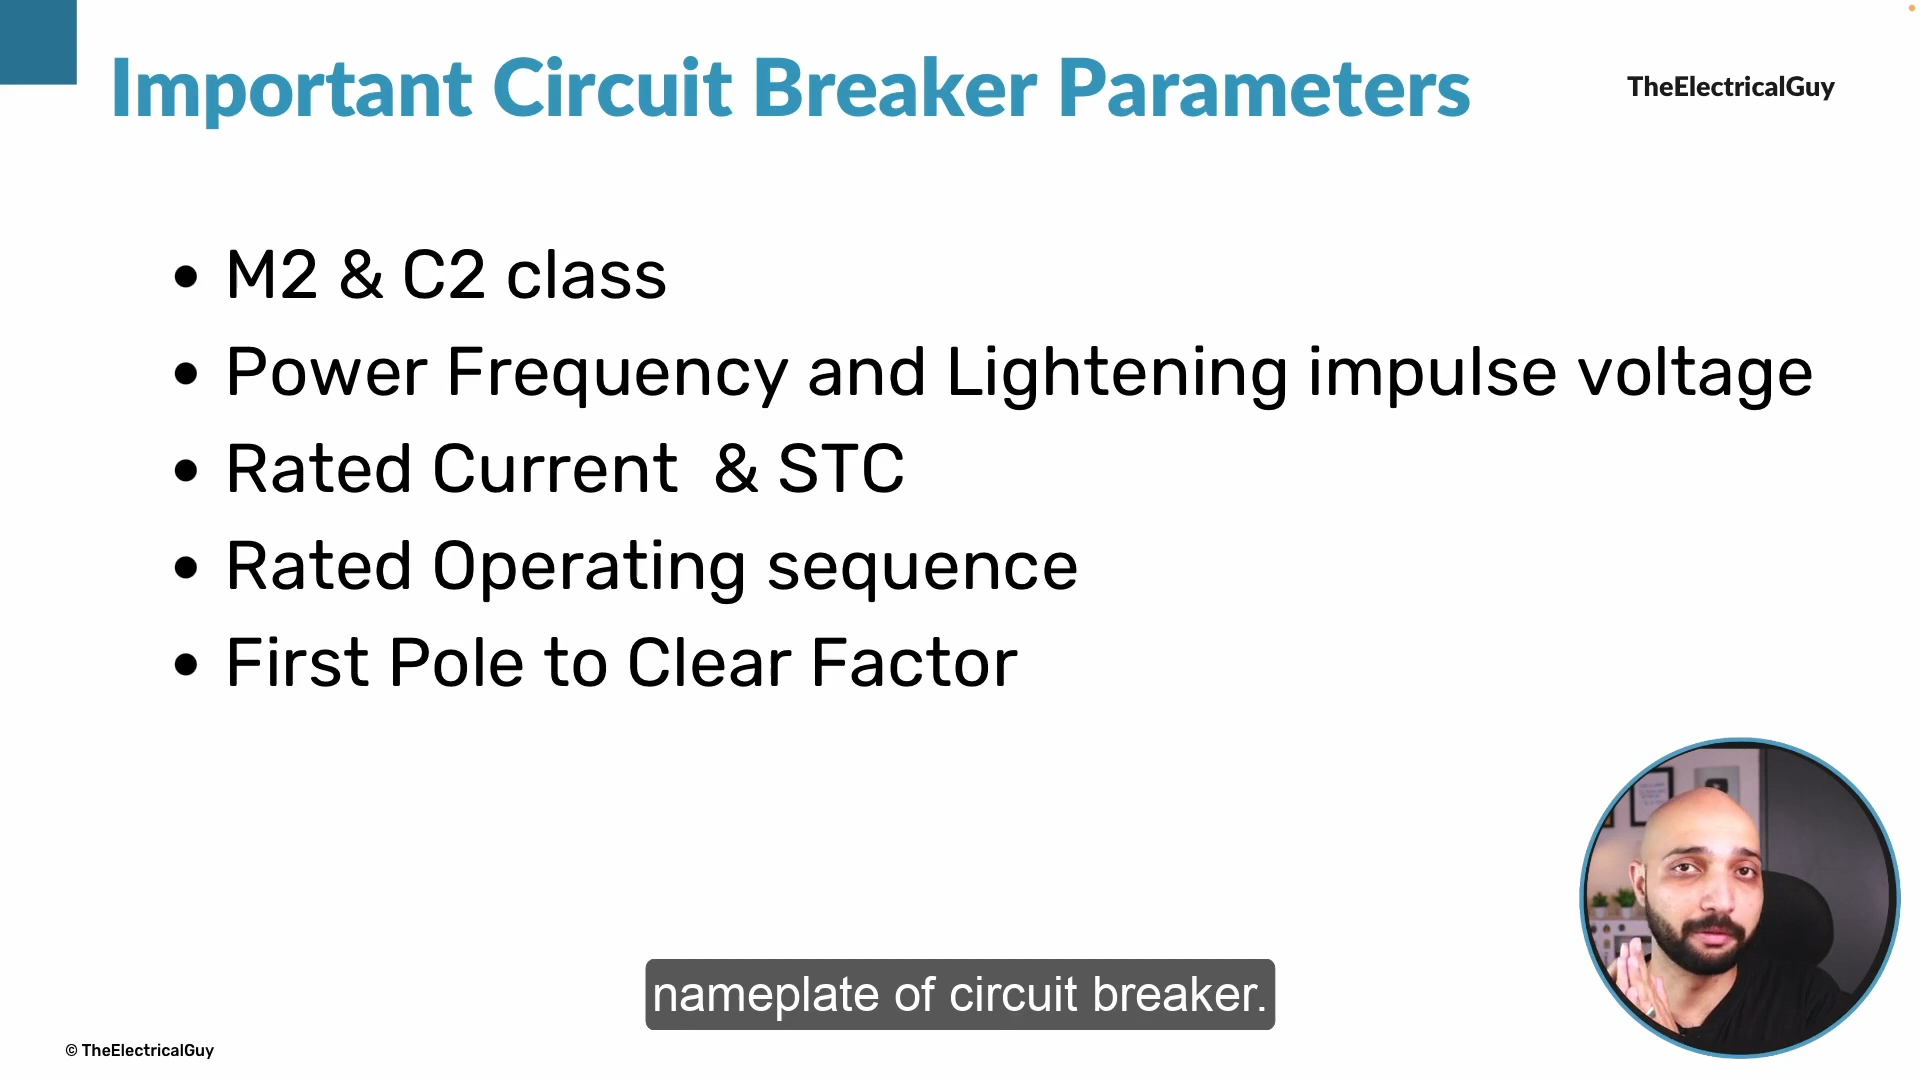 Important Circuit Breaker Parameters
TheElectricalGuy
• M2 & C2 class
• Power Frequency and Lightening impulse voltage
• Rated Current & STC
• Rated Operating sequence
• First Pole to Clear Factor
nameplate of circuit breaker.
© TheElectricalGuy